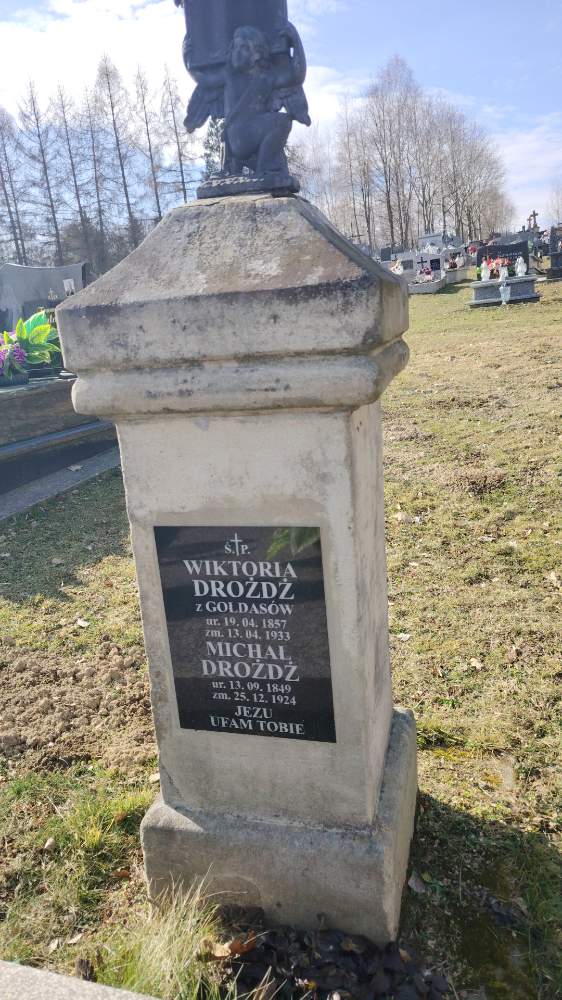 Ś.†P.
WIKTORIA
DROŻDŻ
z GOŁDASÓW
ur. 19. 04. 1857
zm. 13. 04. 1933
MICHAŁ
DROŻDŻ
ur. 13. 09. 1849
zm. 25. 12. 1924
JEZU
UFAM TOBIE